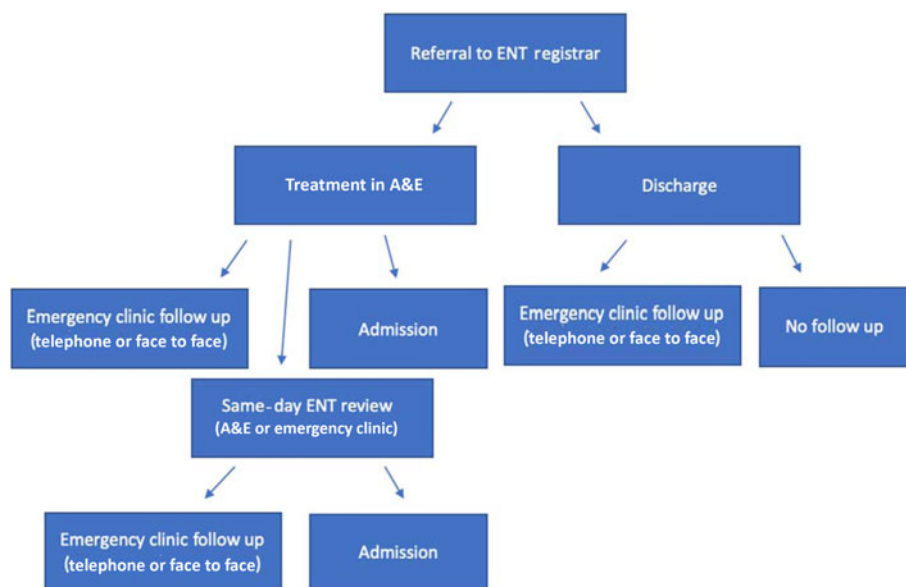 Referral to ENT registrar
Treatment in A&E
Discharge
Emergency clinic follow up
(telephone or face to face)
Admission
Emergency clinic follow up
(telephone or face to face)
No follow up
Same-day ENT review
(A&E or emergency clinic)
Emergency clinic follow up
(telephone or face to face)
Admission